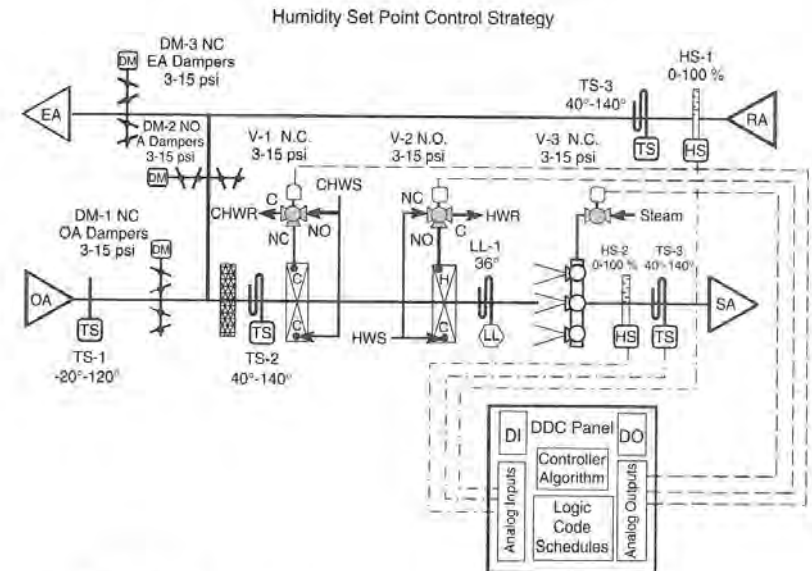 Humidity Set Point Control Strategy
DM-3 NC
EA Dampers
3-15 psi
DM
EA
HS-1
0-100 %
TS-3
40°-140°
TS
HS
RA
DM-2 NO
A Dampers
3-15 psi
DM
V-1 N.C.
3-15 psi
V-2 N.O.
3-15 psi
V-3 N.C.
3-15 psi
CHWS
C
CHWR
NC
NO
NC
HWR
C
NO
Steam
DM-1 NC
OA Dampers
3-15 psi
DM
LL-1
36°
HS-2
0-100 %
TS-3
40°-140°
C
C
H
C
OA
SA
TS
TS-1
-20°-120°
TS
TS-2
40°-140°
HWS
LL
HS
TS
DI
DDC Panel
DO
Analog Inputs
Controller
Algorithm
Logic
Code
Schedules
Analog Outputs